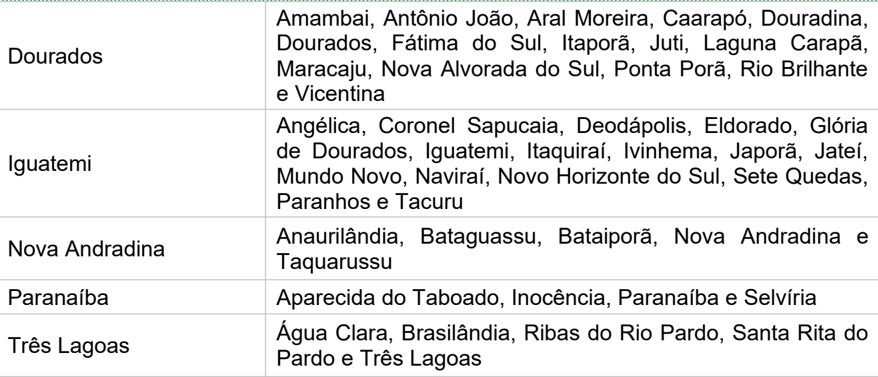 Dourados
Amambai, Antônio João, Aral Moreira, Caarapó, Douradina,
Dourados, Fátima do Sul, Itaporã, Juti, Laguna Carapã,
Maracaju, Nova Alvorada do Sul, Ponta Porã, Rio Brilhante
e Vicentina
Iguatemi
Angélica, Coronel Sapucaia, Deodápolis, Eldorado, Glória
de Dourados, Iguatemi, Itaquiraí, Ivinhema, Japorã, Jateí,
Mundo Novo, Naviraí, Novo Horizonte do Sul, Sete Quedas,
Paranhos e Tacuru
Nova Andradina
Anaurilândia, Bataguassu, Bataiporã, Nova Andradina e
Taquarussu
Paranaíba
Aparecida do Taboado, Inocência, Paranaíba e Selvíria
Três Lagoas
Água Clara, Brasilândia, Ribas do Rio Pardo, Santa Rita do
Pardo e Três Lagoas